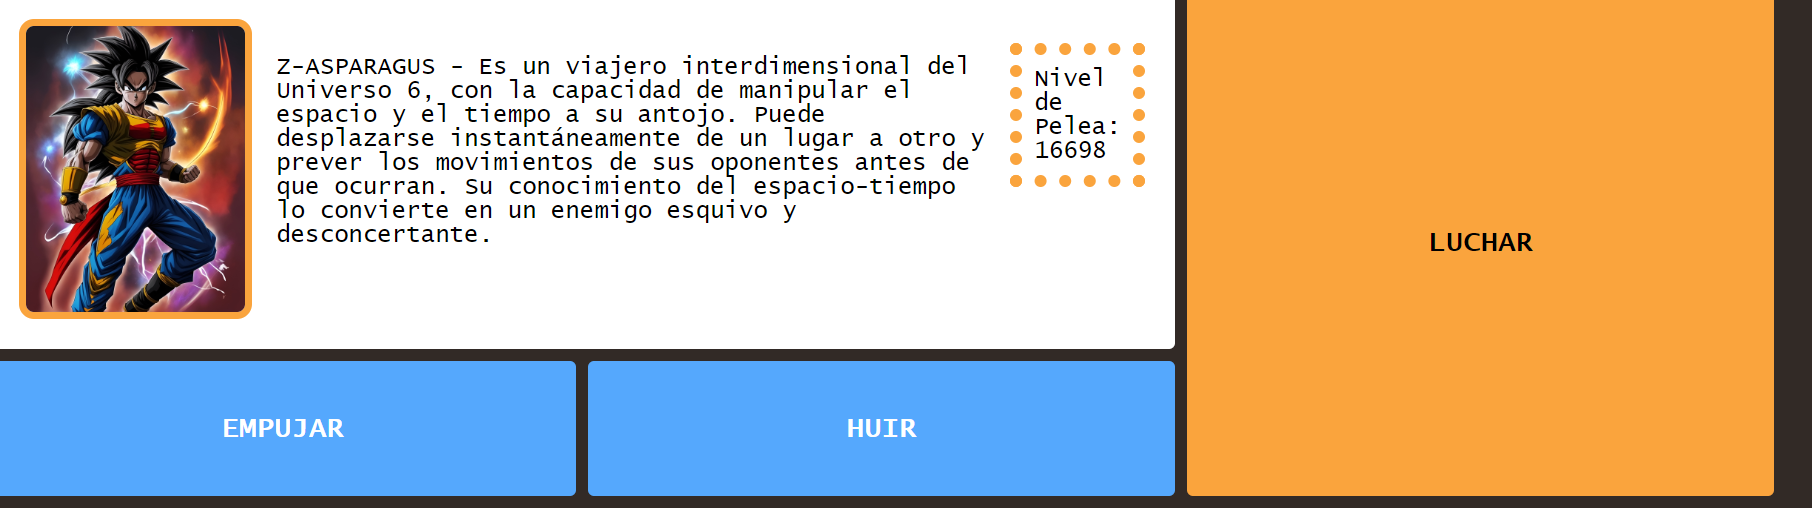 Z-ASPARAGUS - Es un viajero interdimensional del
Universo 6, con la capacidad de manipular el
espacio y el tiempo a su antojo. Puede
desplazarse instantáneamente de un lugar a otro y
prever los movimientos de sus oponentes antes de
que ocurran. Su conocimiento del espacio-tiempo
lo convierte en un enemigo esquivo y
desconcertante.
Nivel
de
Pelea:
16698
LUCHAR
EMPUJAR
HUIR